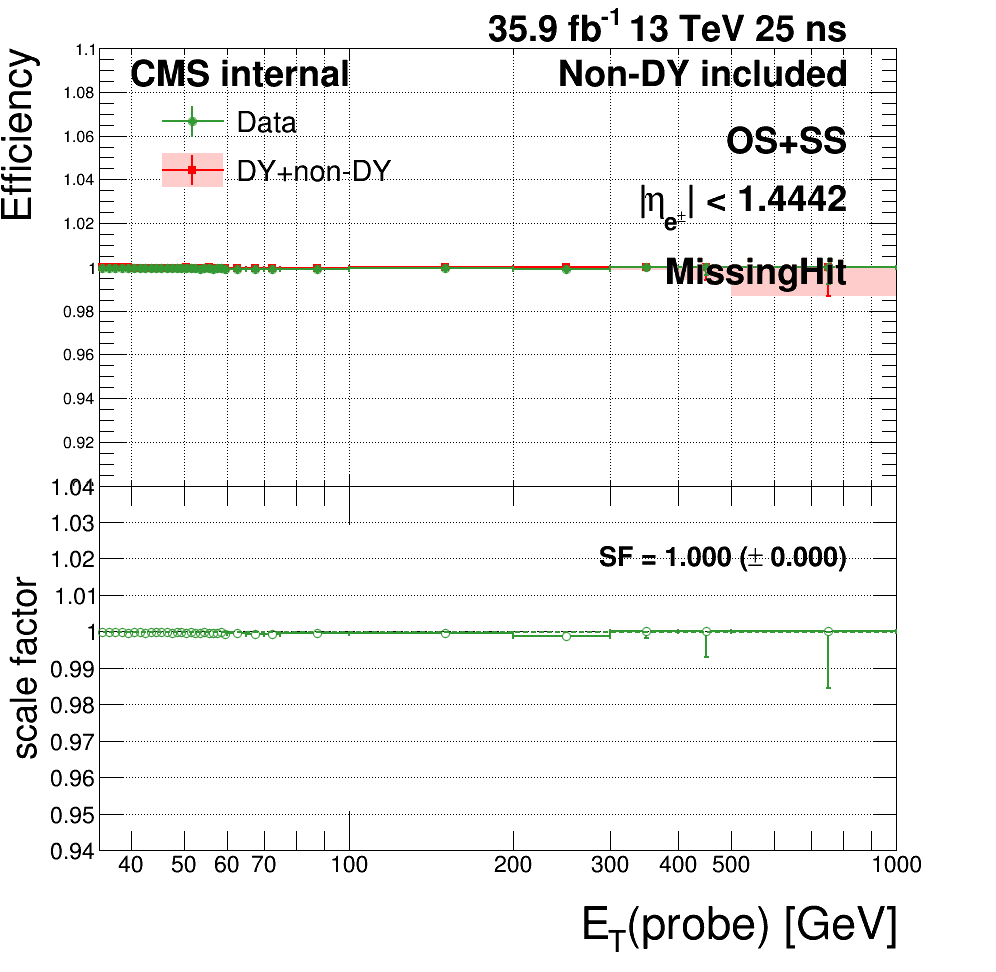 35.9 fb⁻¹ 13 TeV 25 ns
CMS internal
Non-DY included
Data
DY+non-DY
OS+SS
|ηe±| < 1.4442
MissingHit
Efficiency
1.1
1.08
1.06
1.04
1.02
1
0.98
0.96
0.94
0.92
1.04
1.03
1.02
1.01
1
0.99
0.98
0.97
0.96
0.95
0.94
scale factor
SF = 1.000 (± 0.000)
40 50 60 70 100 200 300 400 500 1000
E_T(probe) [GeV]